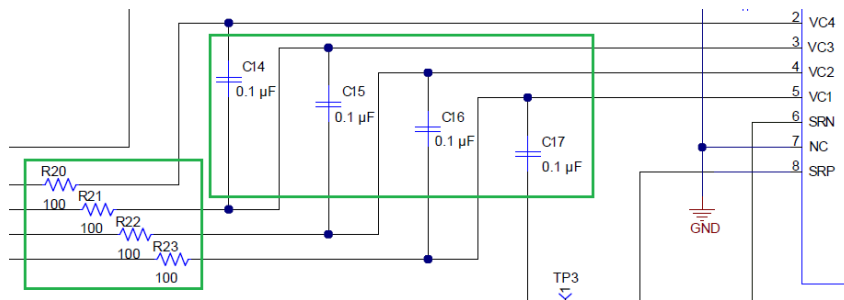 2 VC4
3 VC3
C14
4 VC2
0.1 µF
C15
5 VC1
0.1 µF
C16
6 SRN
0.1 µF
C17
7 NC
0.1 µF
8 SRP
R20
100
R21
100
R22
100
R23
100
GND
TP3
1